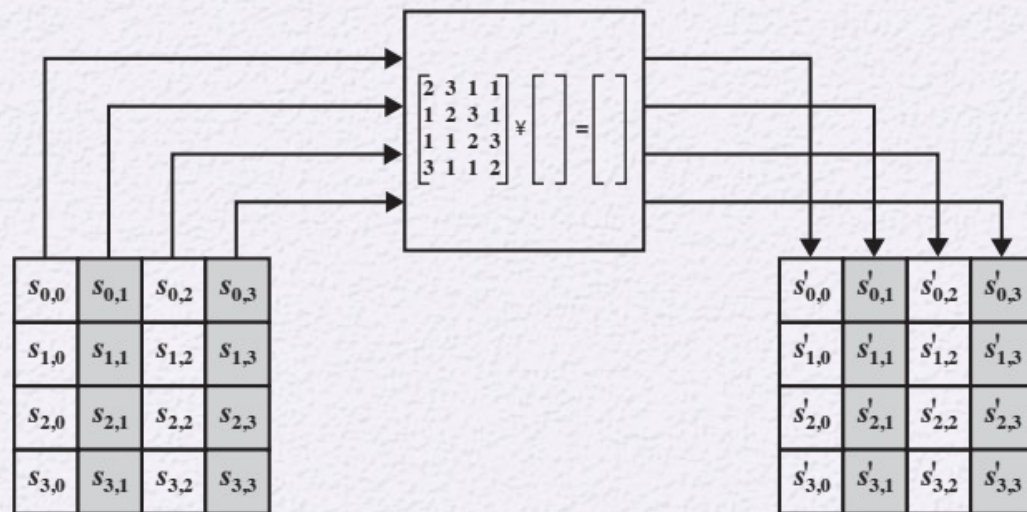 2 3 1 1
1 2 3 1
1 1 2 3
3 1 1 2
¥ =
s0,0 s0,1 s0,2 s0,3
s1,0 s1,1 s1,2 s1,3
s2,0 s2,1 s2,2 s2,3
s3,0 s3,1 s3,2 s3,3
s'0,0 s'0,1 s'0,2 s'0,3
s'1,0 s'1,1 s'1,2 s'1,3
s'2,0 s'2,1 s'2,2 s'2,3
s'3,0 s'3,1 s'3,2 s'3,3